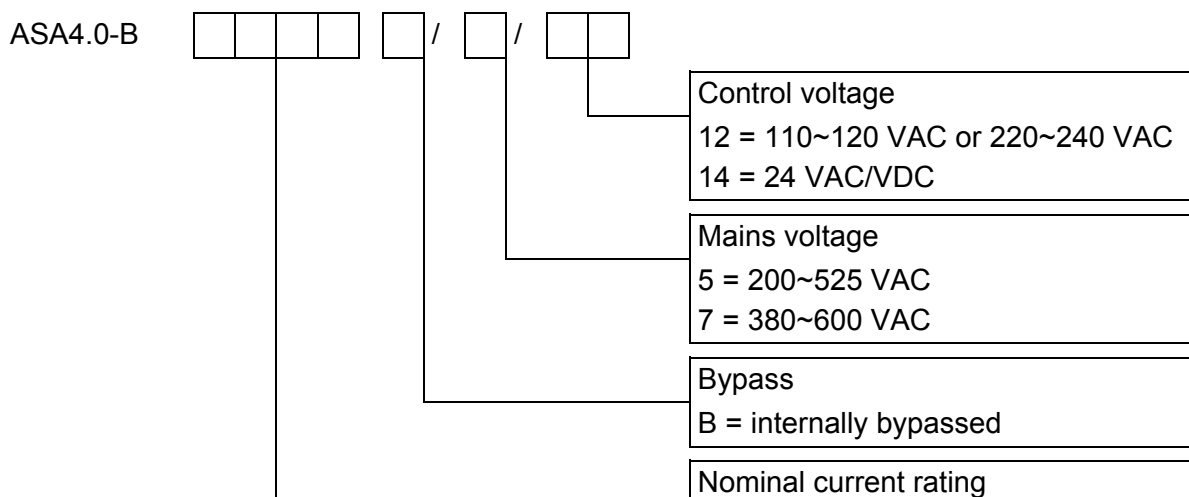 ASA4.0-B / /
Control voltage
12 = 110~120 VAC or 220~240 VAC
14 = 24 VAC/VDC
Mains voltage
5 = 200~525 VAC
7 = 380~600 VAC
Bypass
B = internally bypassed
Nominal current rating